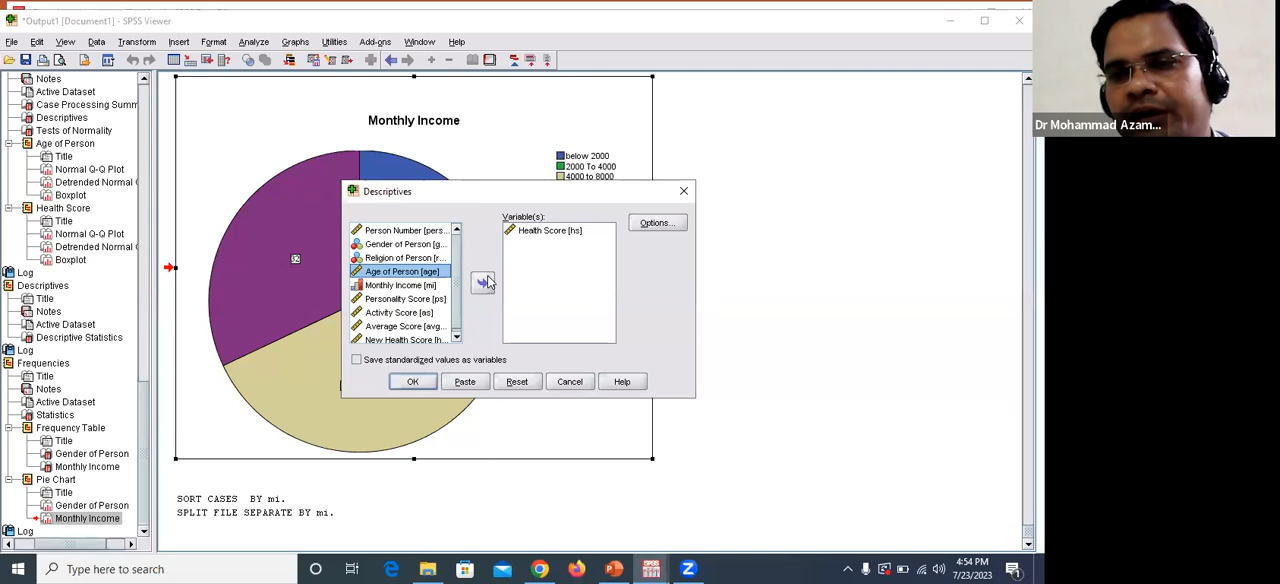 *Output1 [Document1] - SPSS Viewer
File Edit View Data Transform Insert Format Analyze Graphs Utilities Add-ons Window Help
Notes
Active Dataset
Case Processing Summ
Descriptives
Tests of Normality
Age of Person
Title
Normal Q-Q Plot
Detrended Normal
Boxplot
Health Score
Title
Normal Q-Q Plot
Detrended Normal
Boxplot
Log
Descriptives
Title
Notes
Active Dataset
Descriptive Statistics
Log
Frequencies
Title
Notes
Active Dataset
Statistics
Frequency Table
Title
Gender of Person
Monthly Income
Pie Chart
Title
Gender of Person
Monthly Income
Log
Monthly Income
below 2000
2000 To 4000
4000 to 8000
32
Descriptives
Person Number [pers...
Gender of Person [g...
Religion of Person [r...
Age of Person [age]
Monthly Income [mi]
Personality Score [ps]
Activity Score [as]
Average Score [avg...
New Health Score [h...
Variable(s):
Health Score [hs]
Options...
Save standardized values as variables
OK Paste Reset Cancel Help
SORT CASES BY mi.
SPLIT FILE SEPARATE BY mi.
Dr Mohammad Azam...
Type here to search
4:54 PM
7/23/2023